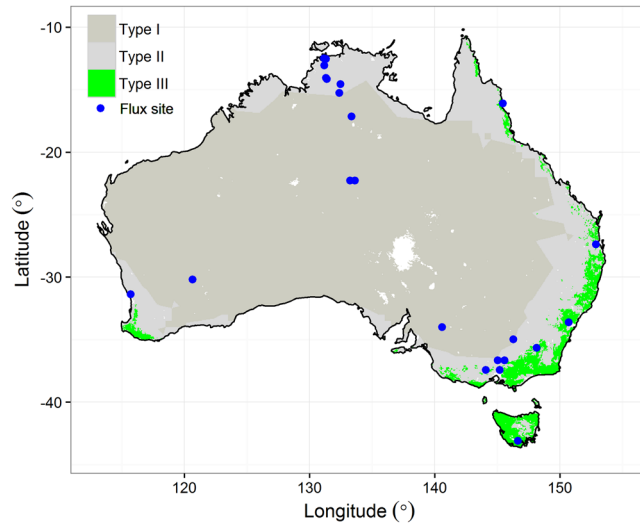 -10
Type I
Type II
Type III
Flux site
-20
-30
-40
Latitude (°)
120
130
140
150
Longitude (°)